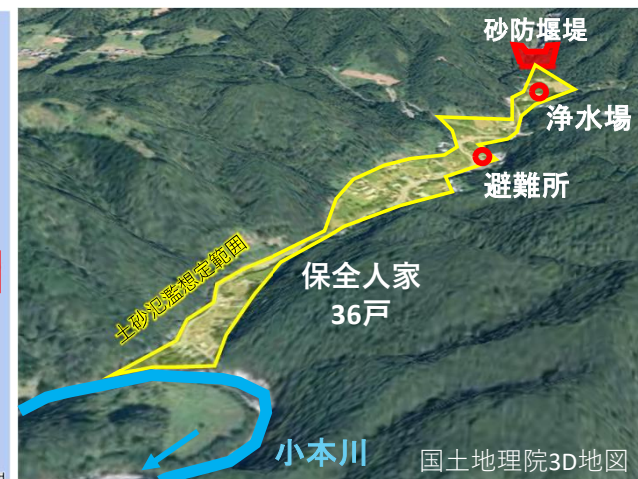 砂防堰堤
浄水場
避難所
土砂氾濫想定範囲
保全人家
36戸
小本川
国土地理院3D地図